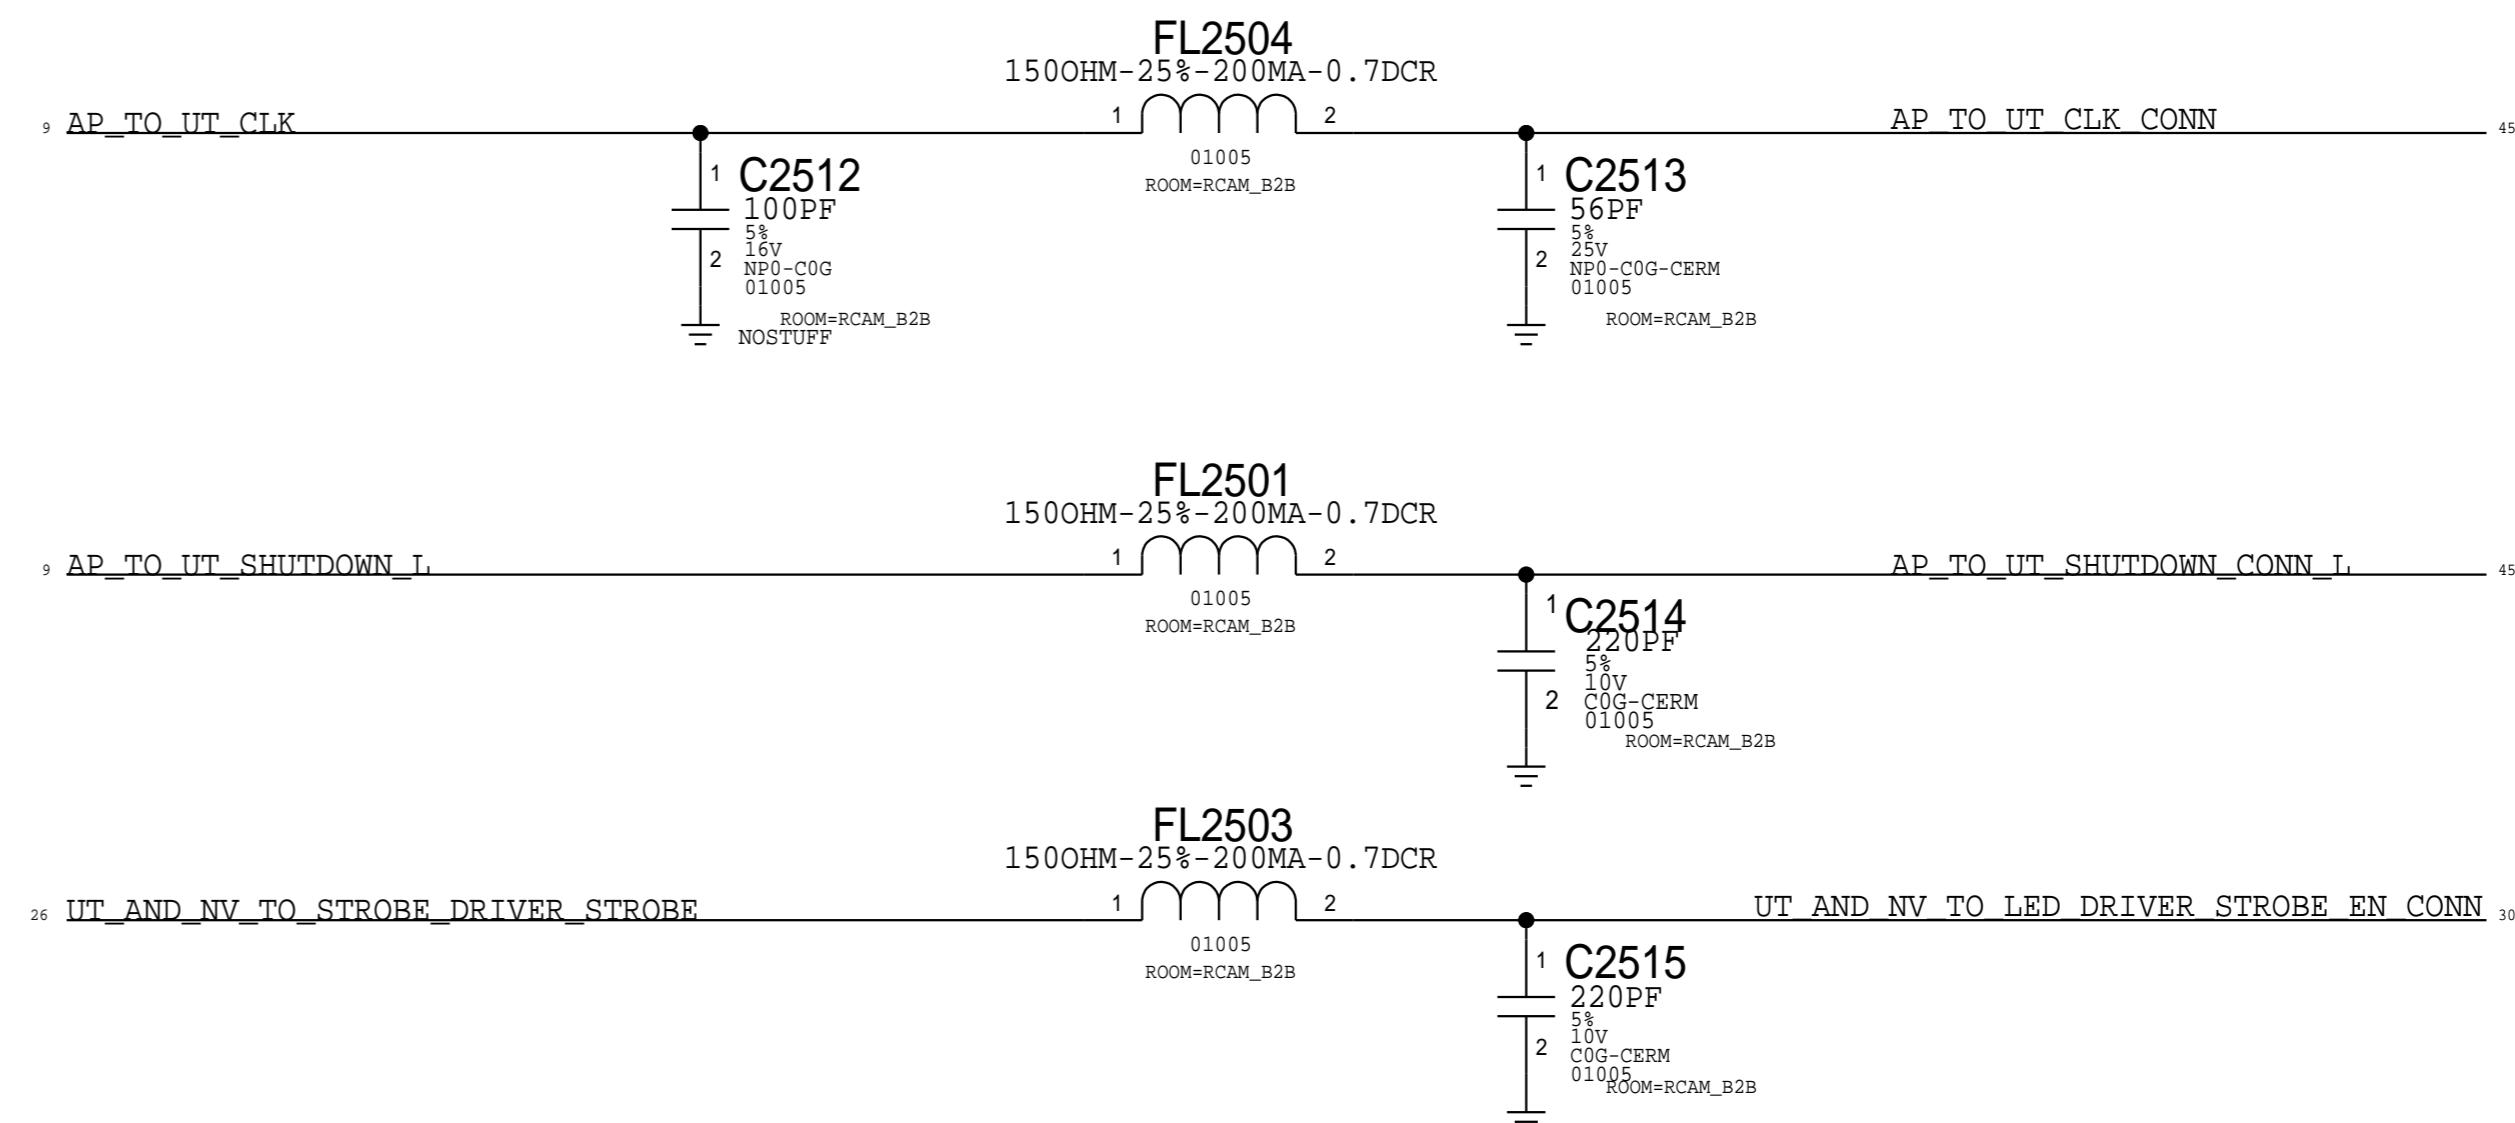 FL2504
150OHM-25%-200MA-0.7DCR
9 AP_TO_UT_CLK
1
2
AP_TO_UT_CLK_CONN 45
01005
ROOM=RCAM_B2B
1 C2512
100PF
5%
16V
2
NP0-C0G
01005
ROOM=RCAM_B2B
NOSTUFF
1 C2513
56PF
5%
25V
2
NP0-C0G-CERM
01005
ROOM=RCAM_B2B
FL2501
150OHM-25%-200MA-0.7DCR
9 AP_TO_UT_SHUTDOWN_L
1
2
AP_TO_UT_SHUTDOWN_CONN_L 45
01005
ROOM=RCAM_B2B
1 C2514
220PF
5%
10V
2
C0G-CERM
01005
ROOM=RCAM_B2B
FL2503
150OHM-25%-200MA-0.7DCR
26 UT_AND_NV_TO_STROBE_DRIVER_STROBE
1
2
UT_AND_NV_TO_LED_DRIVER_STROBE_EN_CONN 30
01005
ROOM=RCAM_B2B
1 C2515
220PF
5%
10V
2
C0G-CERM
01005
ROOM=RCAM_B2B